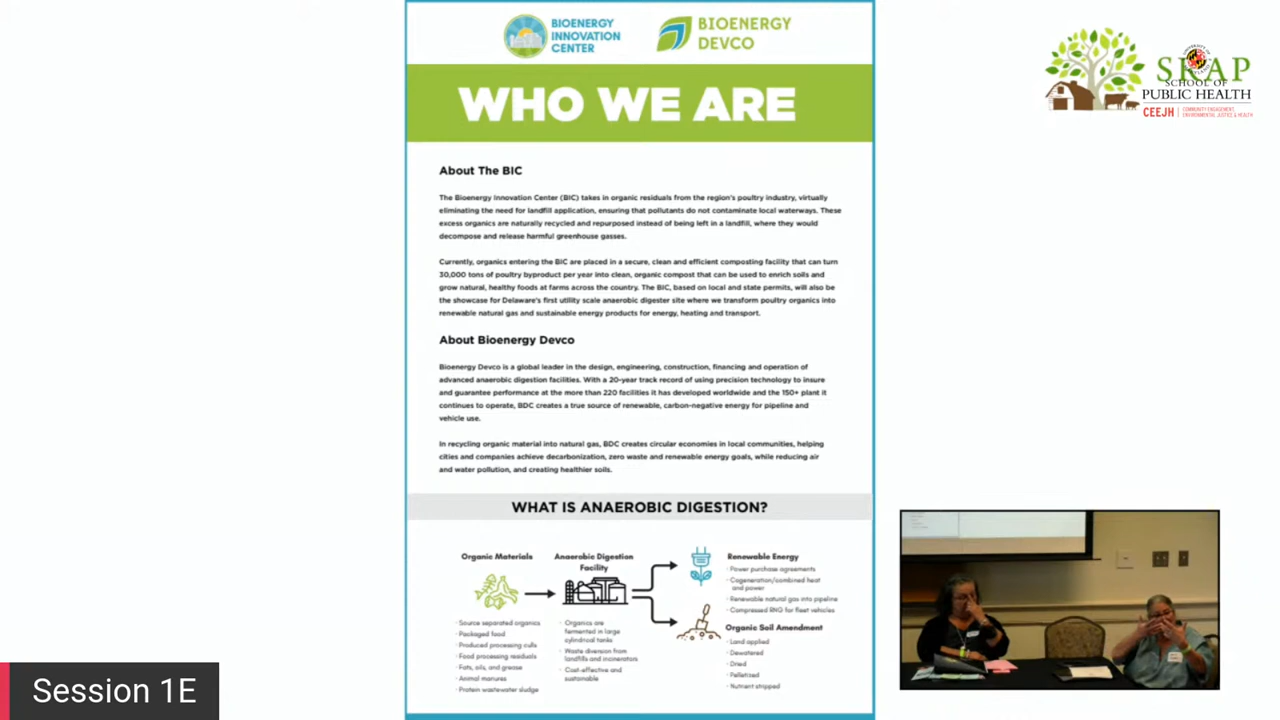 BIOENERGY
INNOVATION
CENTER
BIOENERGY
DEVCO
WHO WE ARE
About The BIC
The Bioenergy Innovation Center (BIC) takes in organic residuals from the region's poultry industry, virtually
eliminating the need for landfill application, ensuring that pollutants do not contaminate local waterways. These
excess organics are naturally recycled and repurposed instead of being left in a landfill, where they would
decompose and release harmful greenhouse gasses.
Currently, organics entering the BIC are placed in a secure, clean and efficient composting facility that can turn
30,000 tons of poultry byproduct per year into clean, organic compost that can be used to enrich soils and
grow natural, healthy foods at farms across the country. The BIC, based on local and state permits, will also be
the showcase for Delaware's first utility scale anaerobic digester site where we transform poultry organics into
renewable natural gas and sustainable energy products for energy, heating and transport.
About Bioenergy Devco
Bioenergy Devco is a global leader in the design, engineering, construction, financing and operation of
advanced anaerobic digestion facilities. With a 20-year track record of using precision technology to insure
and guarantee performance at the more than 220 facilities it has developed worldwide and the 150+ plant it
continues to operate, BDC creates a true source of renewable, carbon-negative energy for pipeline and
vehicle use.
In recycling organic material into natural gas, BDC creates circular economies in local communities, helping
cities and companies achieve decarbonization, zero waste and renewable energy goals, while reducing air
and water pollution, and creating healthier soils.
WHAT IS ANAEROBIC DIGESTION?
Organic Materials
· Source separated organics
· Packaged food
· Produced processing culls
· Food processing residuals
· Fats, oils, and grease
· Animal manures
· Protein wastewater sludge
Anaerobic Digestion
Facility
· Organics are
fermented in large
cylindrical tanks
· Waste diversion from
landfills and incinerators
· Cost-effective and
sustainable
Renewable Energy
· Power purchase agreements
· Cogeneration/combined heat
and power
· Renewable natural gas into pipeline
· Compressed RNG for fleet vehicles
Organic Soil Amendment
· Land applied
· Dewatered
· Dried
· Pelletized
· Nutrient stripped
SRAP
SCHOOL OF
PUBLIC HEALTH
CEEJH
COMMUNITY ENGAGEMENT,
ENVIRONMENTAL JUSTICE & HEALTH
Session 1E